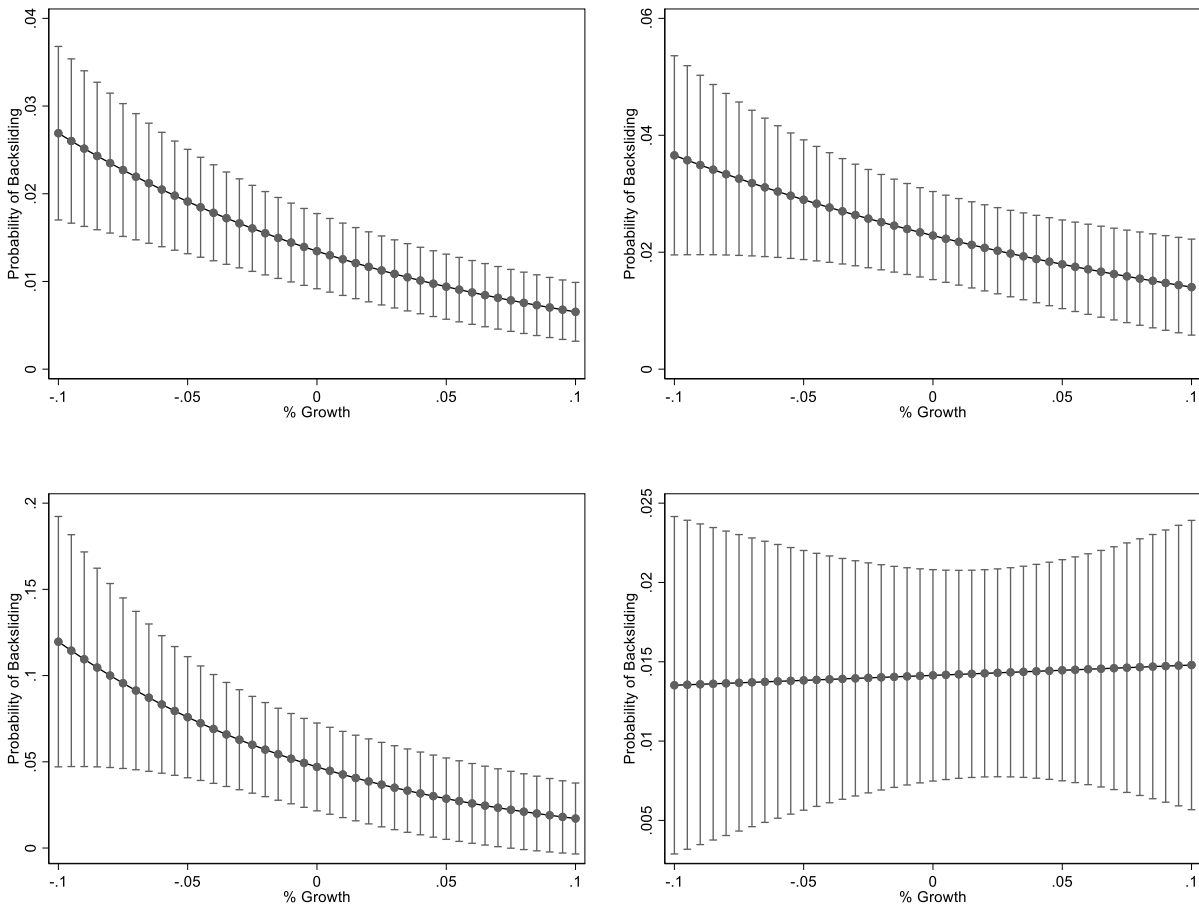 Probability of Backsliding
.04
.03
.02
.01
0
-.1 -.05 0 .05 .1
% Growth
Probability of Backsliding
.06
.04
.02
0
-.1 -.05 0 .05 .1
% Growth
Probability of Backsliding
.2
.15
.1
.05
0
-.1 -.05 0 .05 .1
% Growth
Probability of Backsliding
.025
.02
.015
.01
.005
-.1 -.05 0 .05 .1
% Growth